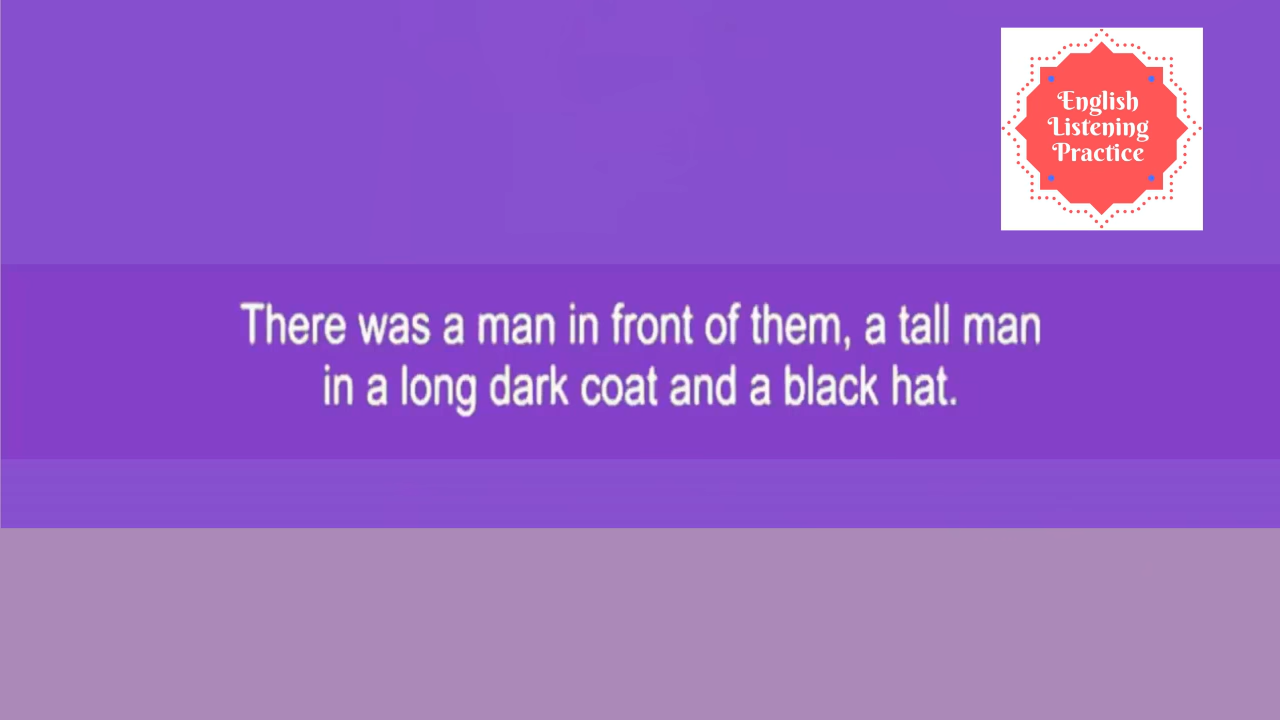 English
Listening
Practice
There was a man in front of them, a tall man
in a long dark coat and a black hat.